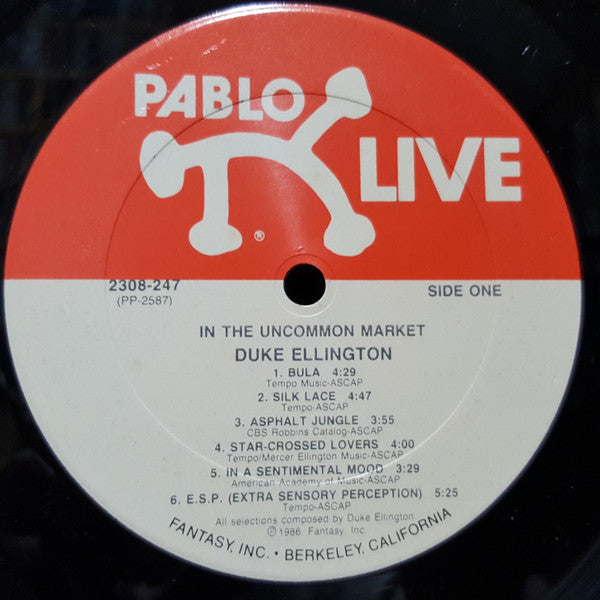 PABLO
LIVE
®
2308-247
(PP-2587)
SIDE ONE
IN THE UNCOMMON MARKET
DUKE ELLINGTON
1. BULA 4:29
Tempo Music-ASCAP
2. SILK LACE 4:47
Tempo-ASCAP
3. ASPHALT JUNGLE 3:55
CBS Robbins Catalog-ASCAP
4. STAR-CROSSED LOVERS 4:00
Tempo/Mercer Ellington Music-ASCAP
5. IN A SENTIMENTAL MOOD 3:29
American Academy of Music-ASCAP
6. E.S.P. (EXTRA SENSORY PERCEPTION) 5:25
Tempo-ASCAP
All selections composed by Duke Ellington
℗1986, Fantasy, Inc
FANTASY, INC. • BERKELEY, CALIFORNIA